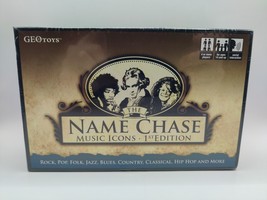 GEOTOYS
THE
NAME CHASE
MUSIC ICONS - 1ST EDITION
ROCK, POP, FOLK, JAZZ, BLUES, COUNTRY, CLASSICAL, HIP HOP AND MORE